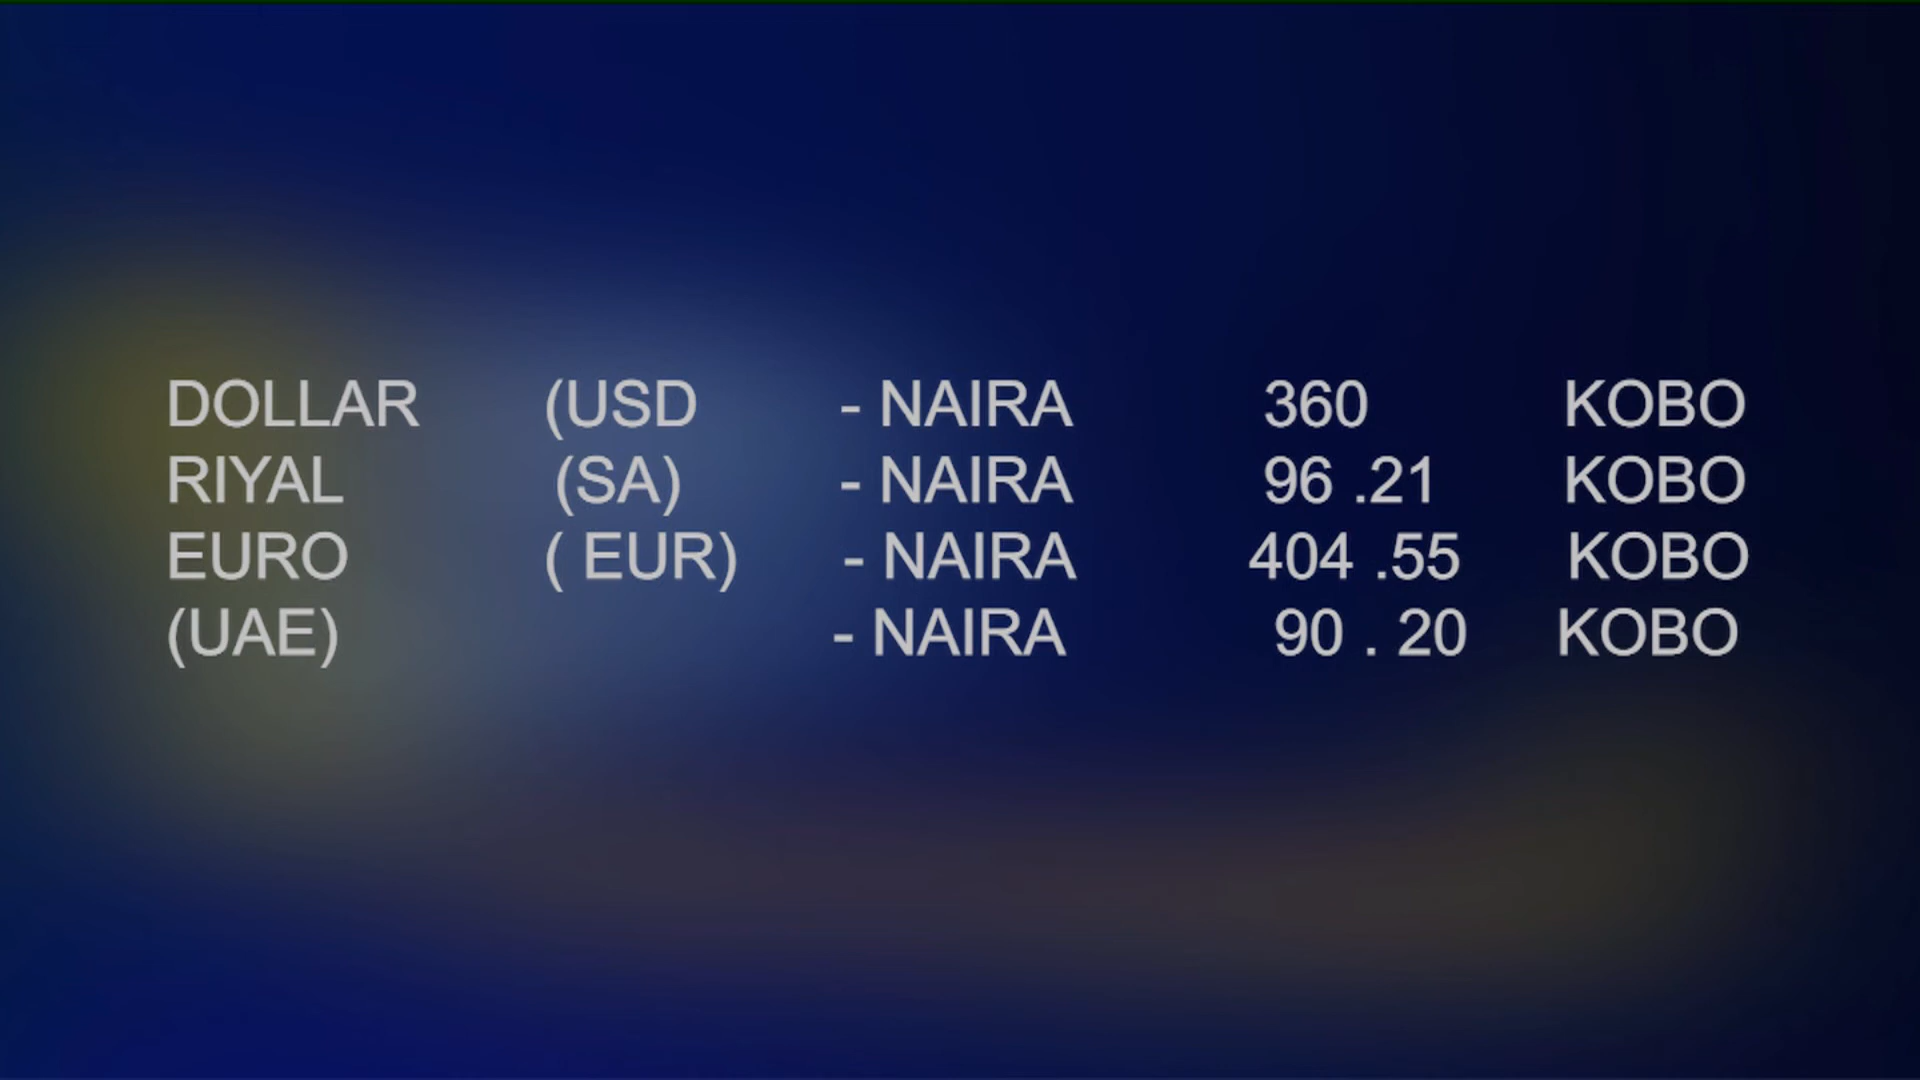 DOLLAR (USD - NAIRA 360 KOBO
RIYAL (SA) - NAIRA 96 .21 KOBO
EURO ( EUR) - NAIRA 404 .55 KOBO
(UAE) - NAIRA 90 . 20 KOBO